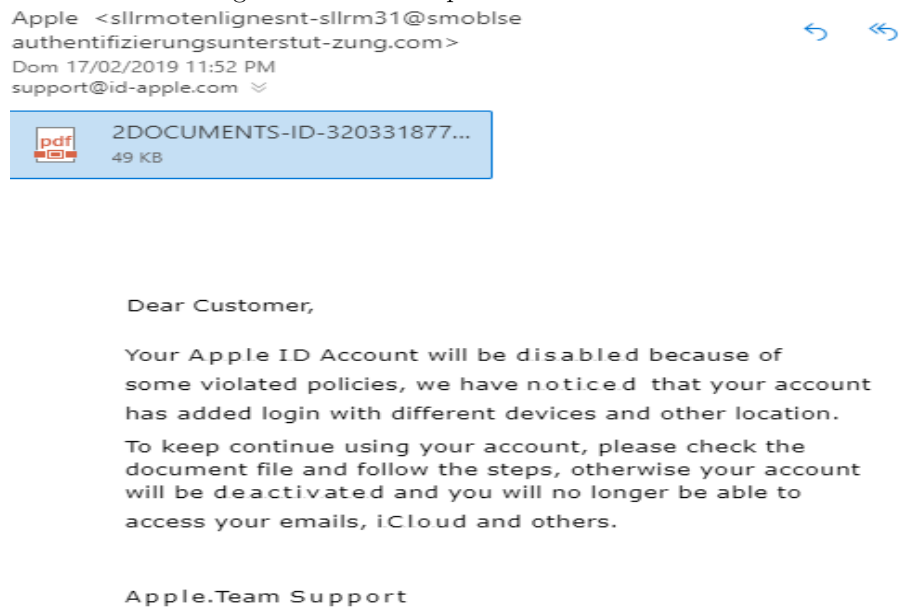 Apple <sllrmotenlignesnt-sllrm31@smoblse
authentifizierungsunterstut-zung.com>
Dom 17/02/2019 11:52 PM
support@id-apple.com
pdf
2DOCUMENTS-ID-320331877...
49 KB
Dear Customer,
Your Apple ID Account will be disabled because of
some violated policies, we have noticed that your account
has added login with different devices and other location.
To keep continue using your account, please check the
document file and follow the steps, otherwise your account
will be deactivated and you will no longer be able to
access your emails, iCloud and others.
Apple.Team Support